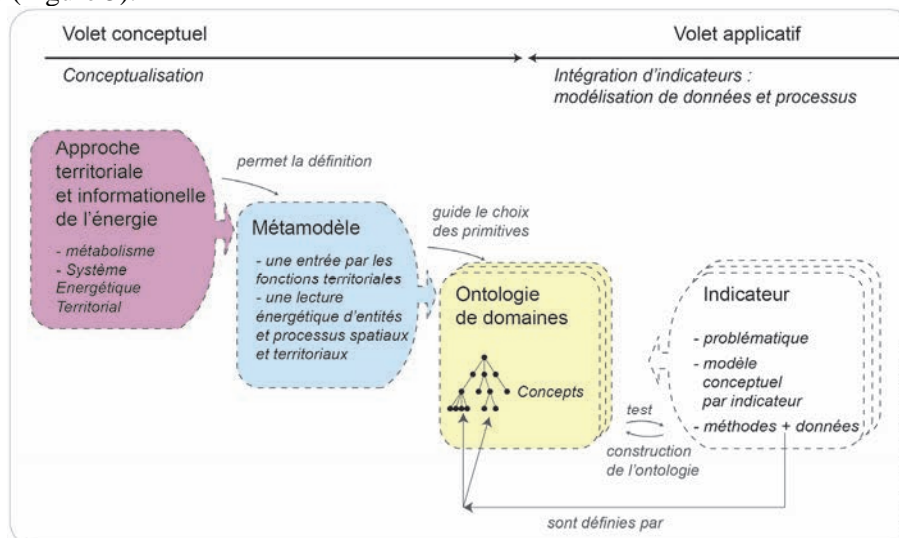 Volet conceptuel
Volet applicatif
Conceptualisation
Intégration d'indicateurs :
modélisation de données et processus
Approche
territoriale
et informationelle
de l'énergie
- métabolisme
- Système
Energétique
Territorial
permet la définition
Métamodèle
- une entrée par les
fonctions territoriales
- une lecture
énergétique d'entités
et processus spatiaux
et territoriaux
guide le choix
des primitives
Ontologie
de domaines
Concepts
test
construction
de l'ontologie
Indicateur
- problématique
- modèle
conceptuel
par indicateur
- méthodes + données
sont définies par